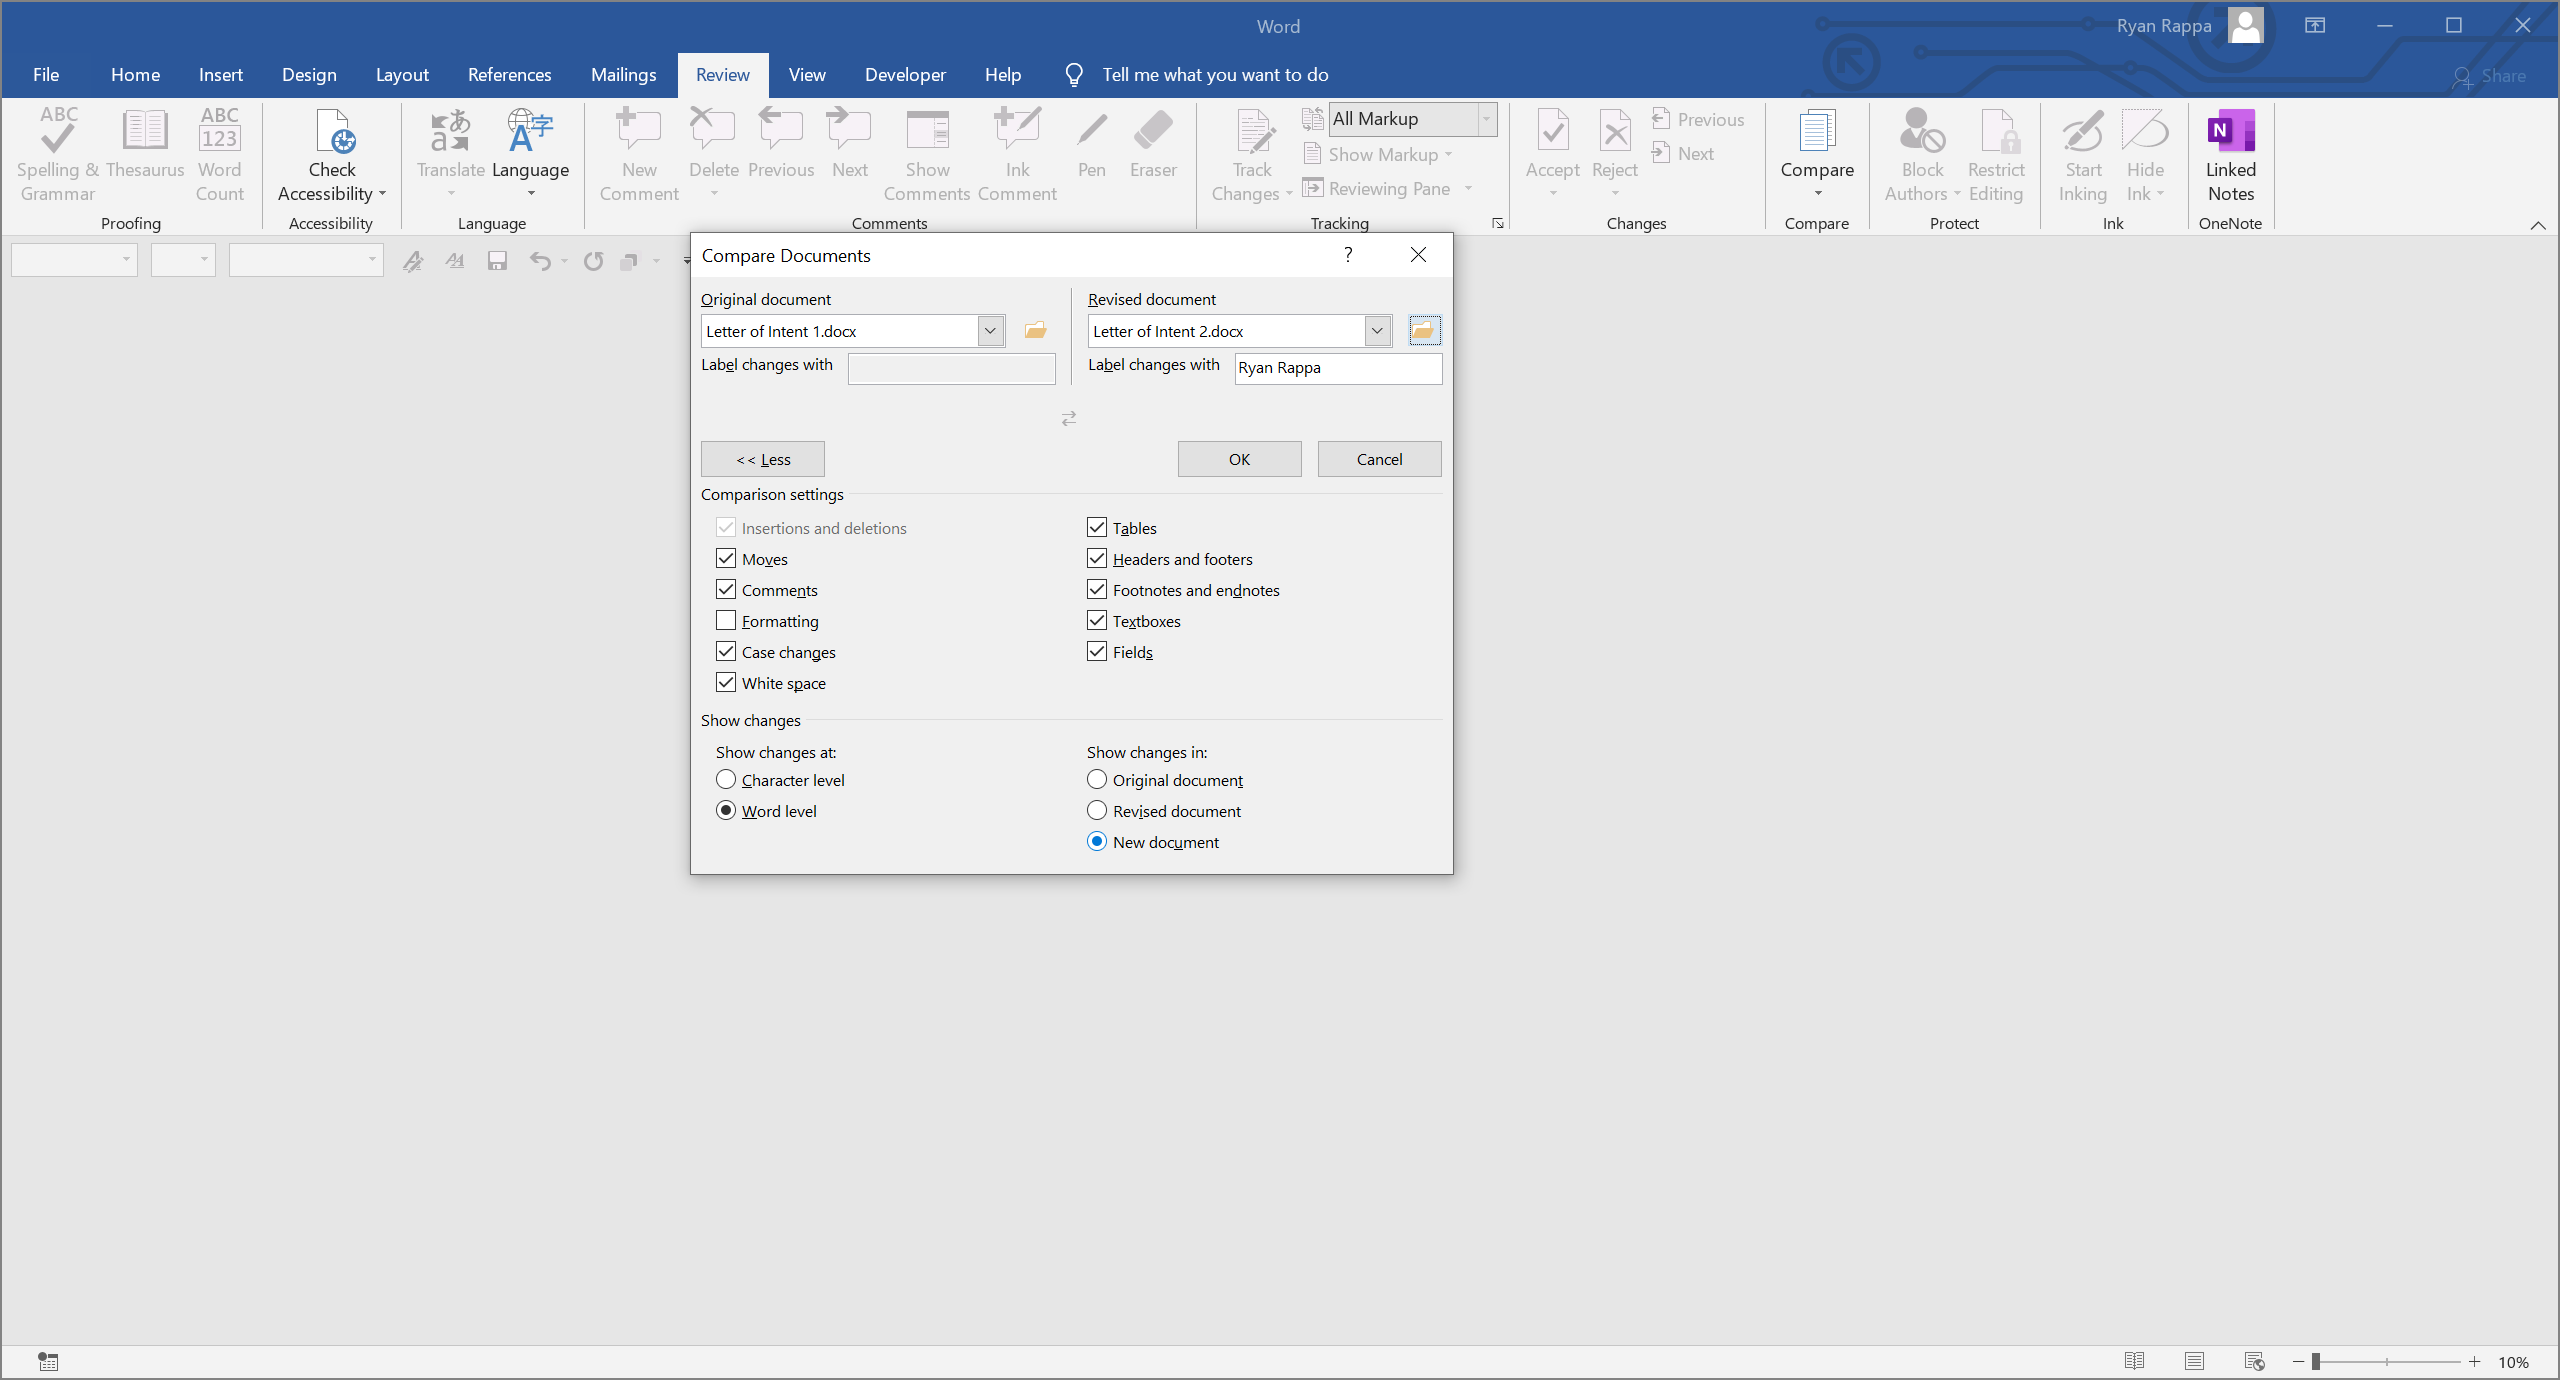 Word
Ryan Rappa
File Home Insert Design Layout References Mailings Review View Developer Help Tell me what you want to do Share
ABC
Spelling &
Grammar
Thesaurus
ABC
123
Word
Count
Proofing
Check
Accessibility
Accessibility
Translate
Language
Language
New
Comment
Delete
Previous
Next
Show
Comments
Ink
Comment
Pen
Eraser
Comments
Track
Changes
All Markup
Show Markup
Reviewing Pane
Tracking
Accept
Reject
Previous
Next
Changes
Compare
Compare
Block
Authors
Restrict
Editing
Protect
Start
Inking
Hide
Ink
Ink
N
Linked
Notes
OneNote
Compare Documents ?
Original document
Letter of Intent 1.docx
Label changes with
Revised document
Letter of Intent 2.docx
Label changes with Ryan Rappa
<< Less OK Cancel
Comparison settings
Insertions and deletions
Moves
Comments
Formatting
Case changes
White space
Tables
Headers and footers
Footnotes and endnotes
Textboxes
Fields
Show changes
Show changes at:
Character level
Word level
Show changes in:
Original document
Revised document
New document
10%